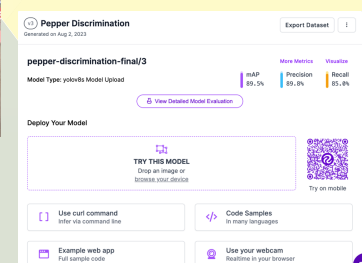 v3 Pepper Discrimination
Export Dataset
Generated on Aug 2, 2023
pepper-discrimination-final/3
More Metrics
Visualize
Model Type: yolov8s Model Upload
mAP
89.5%
Precision
89.8%
Recall
85.0%
View Detailed Model Evaluation
Deploy Your Model
TRY THIS MODEL
Drop an image or
browse your device
Try on mobile
Use curl command
Infer via command line
Code Samples
In many languages
Example web app
Full sample code
Use your webcam
Realtime in your browser